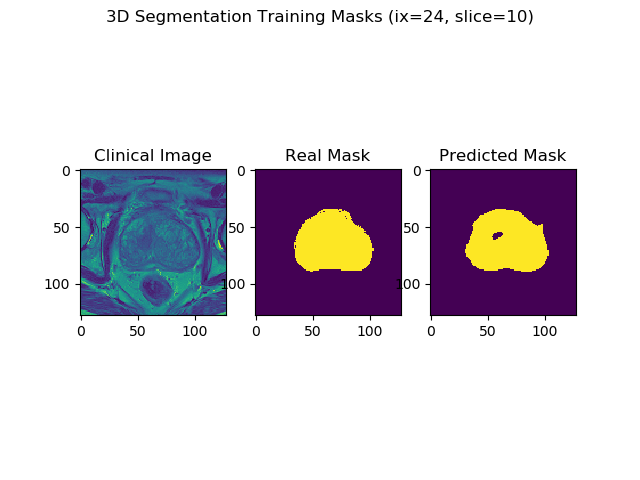 3D Segmentation Training Masks (ix=24, slice=10)
Clinical Image Real Mask Predicted Mask
0 0 0
50 50 50
100 100 100
0 50 100 0 50 100 0 50 100